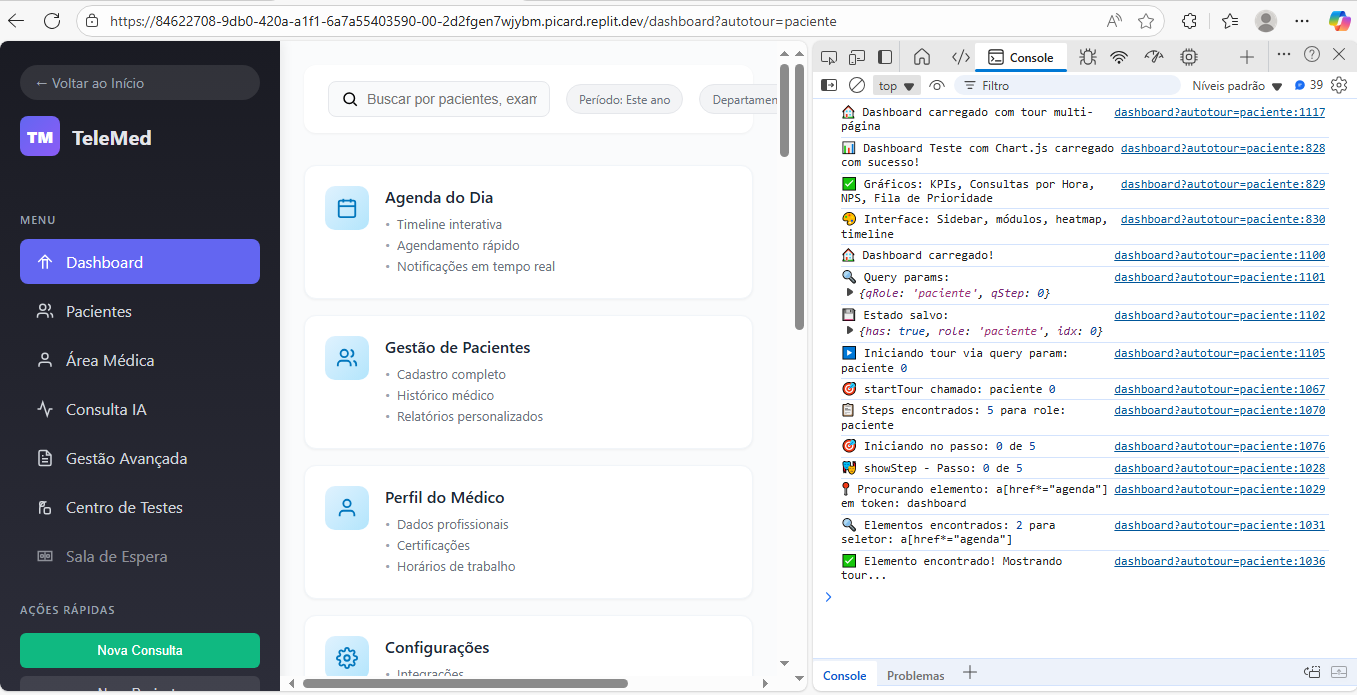 https://84622708-9db0-420a-a1f1-6a7a55403590-00-2d2fgen7wjybm.picard.replit.dev/dashboard?autotour=paciente
← Voltar ao Início
TM TeleMed
MENU
Dashboard
Pacientes
Área Médica
Consulta IA
Gestão Avançada
Centro de Testes
Sala de Espera
AÇÕES RÁPIDAS
Nova Consulta
Buscar por pacientes, exam
Período: Este ano
Departamen
Agenda do Dia
• Timeline interativa
• Agendamento rápido
• Notificações em tempo real
Gestão de Pacientes
• Cadastro completo
• Histórico médico
• Relatórios personalizados
Perfil do Médico
• Dados profissionais
• Certificações
• Horários de trabalho
Configurações
• Integrações
Console
top
Filtro
Níveis padrão
39
🏠 Dashboard carregado com tour multi- dashboard?autotour=paciente:1117
página
📊 Dashboard Teste com Chart.js carregado dashboard?autotour=paciente:828
com sucesso!
✅ Gráficos: KPIs, Consultas por Hora, dashboard?autotour=paciente:829
NPS, Fila de Prioridade
🎨 Interface: Sidebar, módulos, heatmap, dashboard?autotour=paciente:830
timeline
🏠 Dashboard carregado! dashboard?autotour=paciente:1100
🔍 Query params: dashboard?autotour=paciente:1101
▶ {qRole: 'paciente', qStep: 0}
💾 Estado salvo: dashboard?autotour=paciente:1102
▶ {has: true, role: 'paciente', idx: 0}
▶️ Iniciando tour via query param: dashboard?autotour=paciente:1105
paciente 0
🎯 startTour chamado: paciente 0 dashboard?autotour=paciente:1067
📋 Steps encontrados: 5 para role: dashboard?autotour=paciente:1070
paciente
🎯 Iniciando no passo: 0 de 5 dashboard?autotour=paciente:1076
🎭 showStep - Passo: 0 de 5 dashboard?autotour=paciente:1028
📍 Procurando elemento: a[href*="agenda"] dashboard?autotour=paciente:1029
em token: dashboard
🔍 Elementos encontrados: 2 para dashboard?autotour=paciente:1031
seletor: a[href*="agenda"]
✅ Elemento encontrado! Mostrando dashboard?autotour=paciente:1036
tour...
Console
Problemas